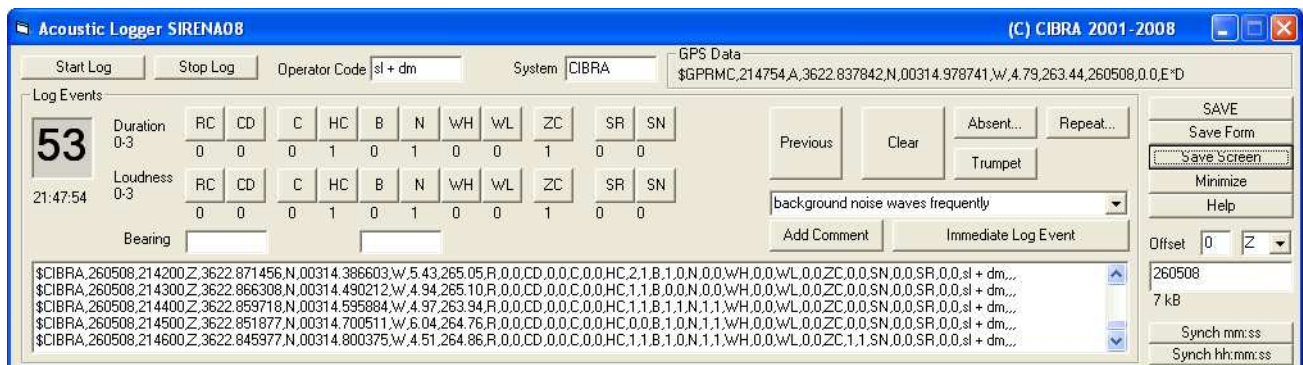 Acoustic Logger SIRENA08 (C) CIBRA 2001-2008
Start Log Stop Log Operator Code sl + dm System CIBRA
GPS Data
$GPRMC,214754,A,3622.837842,N,00314.978741,W,4.79,263.44,260508,0.0,E*D
Log Events
53
21:47:54
Duration
0-3
RC CD C HC B N WH WL ZC SR SN
0 0 0 1 0 1 0 0 1 0 0
Loudness
0-3
RC CD C HC B N WH WL ZC SR SN
0 0 0 1 0 1 0 0 1 0 0
Bearing
Previous Clear Absent... Repeat...
Trumpet
background noise waves frequently
Add Comment Immediate Log Event
SAVE
Save Form
Save Screen
Minimize
Help
Offset 0 Z
260508
7 kB
Synch mm:ss
Synch hh:mm:ss
$CIBRA,260508,214200,Z,3622.871456,N,00314.386603,W,5.43,265.05,R,0,0,CD,0,0,C,0,0,HC,2,1,B,1,0,N,0,0,WH,0,0,WL,0,0,ZC,0,0,SN,0,0,SR,0,0,sl + dm,,,
$CIBRA,260508,214300,Z,3622.866308,N,00314.490212,W,4.94,265.10,R,0,0,CD,0,0,C,0,0,HC,1,1,B,0,0,N,0,0,WH,0,0,WL,0,0,ZC,0,0,SN,0,0,SR,0,0,sl + dm,,,
$CIBRA,260508,214400,Z,3622.859718,N,00314.595884,W,4.97,263.94,R,0,0,CD,0,0,C,0,0,HC,1,1,B,1,1,N,1,1,WH,0,0,WL,0,0,ZC,0,0,SN,0,0,SR,0,0,sl + dm,,,
$CIBRA,260508,214500,Z,3622.851877,N,00314.700511,W,6.04,264.76,R,0,0,CD,0,0,C,0,0,HC,0,0,B,1,0,N,1,1,WH,0,0,WL,0,0,ZC,0,0,SN,0,0,SR,0,0,sl + dm,,,
$CIBRA,260508,214600,Z,3622.845977,N,00314.800375,W,4.51,264.86,R,0,0,CD,0,0,C,0,0,HC,1,1,B,1,0,N,1,1,WH,0,0,WL,0,0,ZC,1,1,SN,0,0,SR,0,0,sl + dm,,,